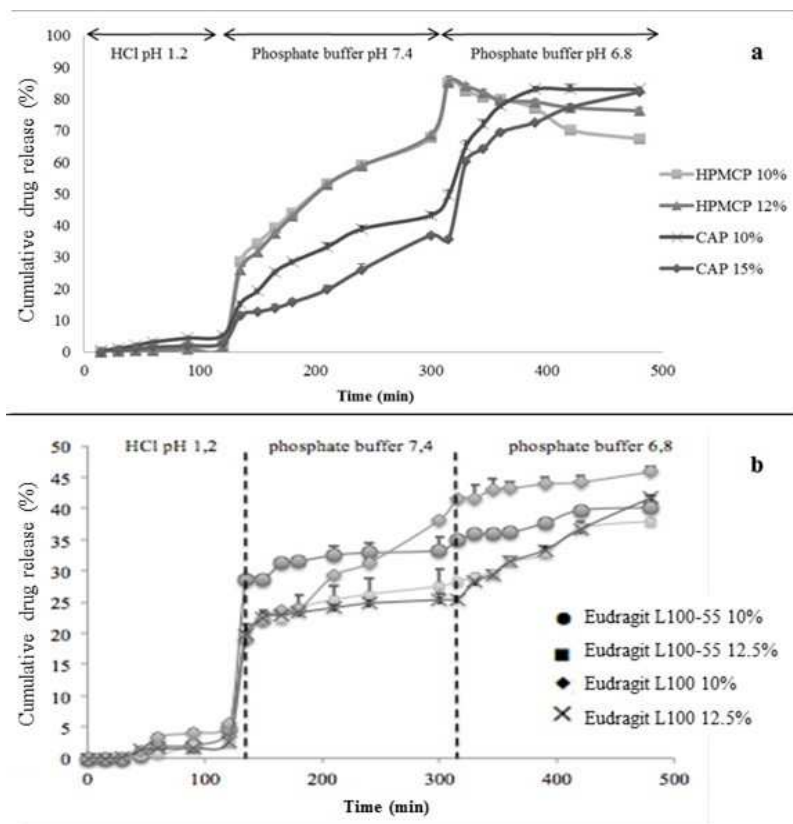 100
90
80
70
60
50
40
30
20
10
0
HCl pH 1.2
Phosphate buffer pH 7.4
Phosphate buffer pH 6.8
a
Cumulative drug release (%)
HPMCP 10%
HPMCP 12%
CAP 10%
CAP 15%
0 100 200 300 400 500
Time (min)
50
45
40
35
30
25
20
15
10
5
0
HCl pH 1,2
phosphate buffer 7,4
phosphate buffer 6,8
b
Cumulative drug release (%)
Eudragit L100-55 10%
Eudragit L100-55 12.5%
Eudragit L100 10%
Eudragit L100 12.5%
0 100 200 300 400 500
Time (min)